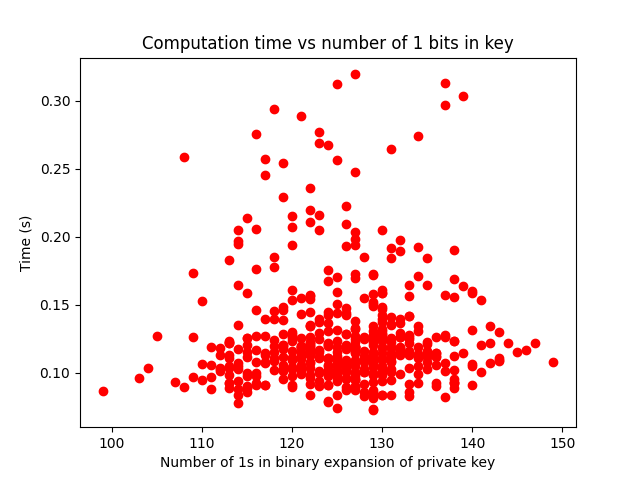 Computation time vs number of 1 bits in key
Time (s)
0.30
0.25
0.20
0.15
0.10
100 110 120 130 140 150
Number of 1s in binary expansion of private key